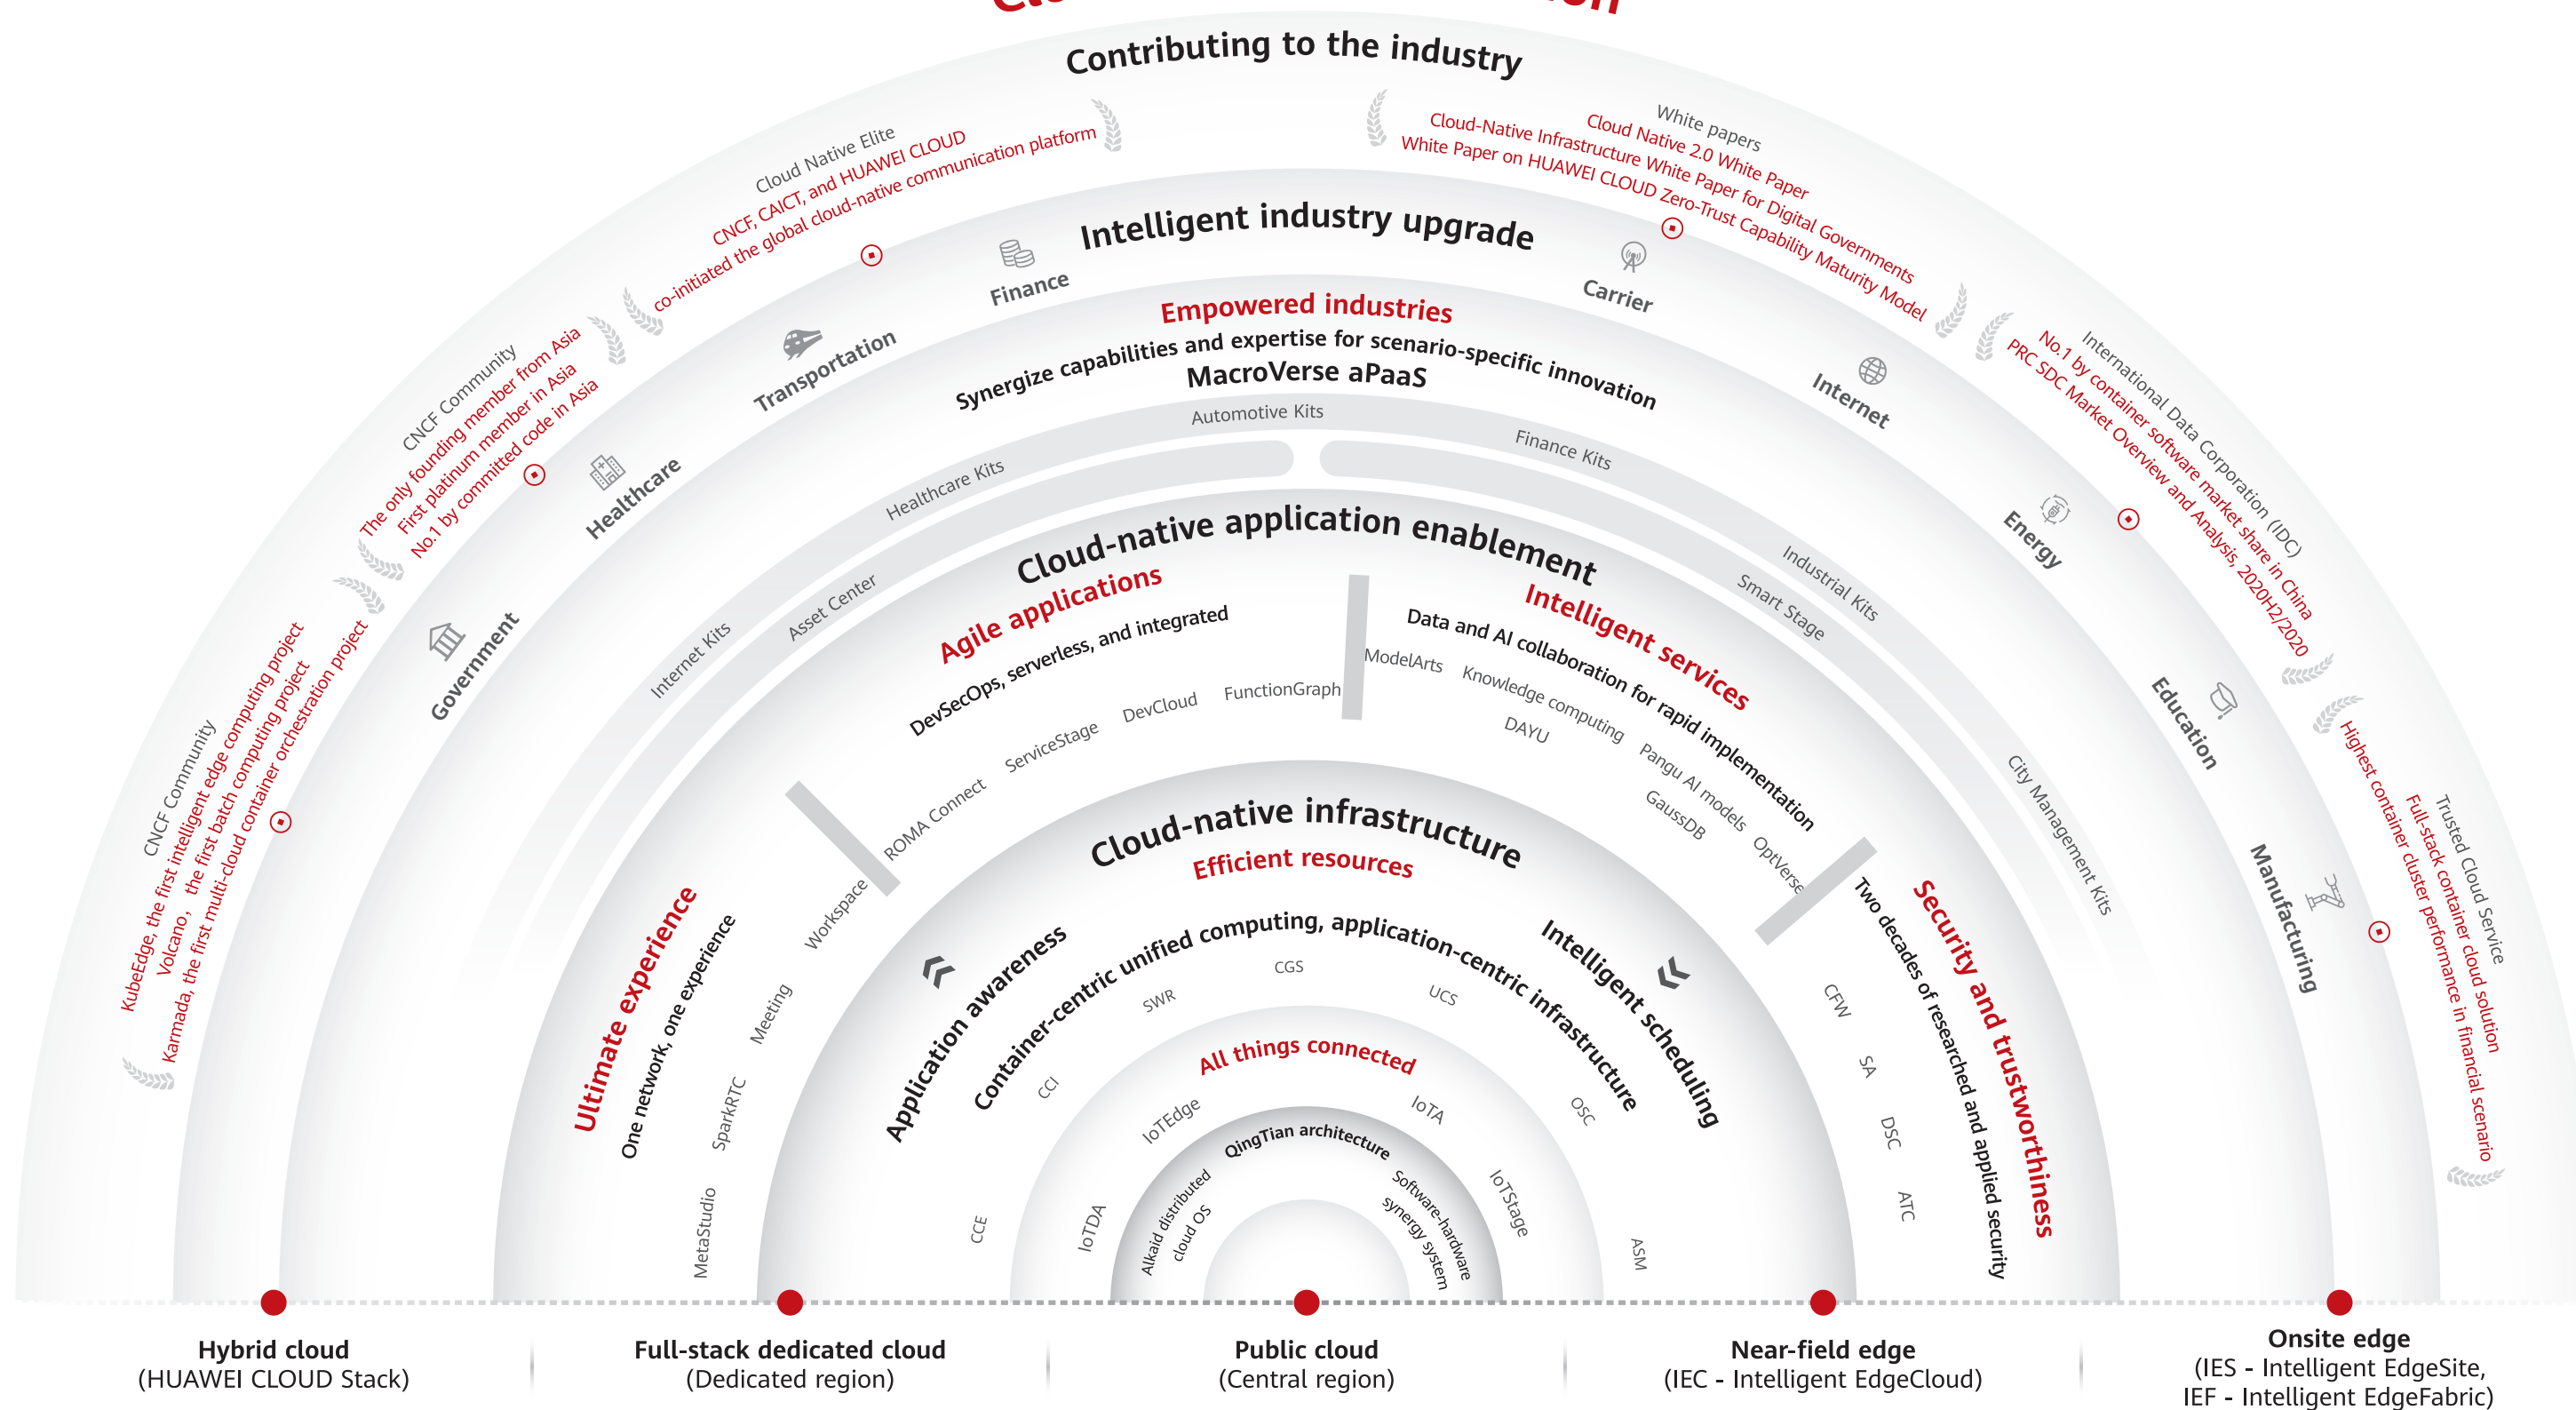 Contributing to the industry
Cloud Native Elite
CNCF, CAICT, and HUAWEI CLOUD
co-initiated the global cloud-native communication platform
White papers
Cloud Native 2.0 White Paper
Cloud-Native Infrastructure White Paper for Digital Governments
White Paper on HUAWEI CLOUD Zero-Trust Capability Maturity Model
CNCF Community
The only founding member from Asia
First platinum member in Asia
No.1 by committed code in Asia
International Data Corporation (IDC)
No.1 by container software market share in China
PRC SDC Market Overview and Analysis, 2020H2/2020
CNCF Community
KubeEdge, the first intelligent edge computing project
Volcano, the first batch computing project
Karmada, the first multi-cloud container orchestration project
Trusted Cloud Service
Full-stack container cloud solution
Highest container cluster performance in financial scenario
Intelligent industry upgrade
Government
Healthcare
Transportation
Finance
Carrier
Internet
Energy
Education
Manufacturing
Empowered industries
Synergize capabilities and expertise for scenario-specific innovation
MacroVerse aPaaS
Internet Kits
Healthcare Kits
Automotive Kits
Finance Kits
Industrial Kits
City Management Kits
Asset Center
Smart Stage
Cloud-native application enablement
Ultimate experience
One network, one experience
MetaStudio
SparkRTC
Meeting
Workspace
Agile applications
DevSecOps, serverless, and integrated
ROMA Connect
ServiceStage
DevCloud
FunctionGraph
Intelligent services
Data and AI collaboration for rapid implementation
ModelArts
Knowledge computing
Pangu AI models
OptVerse
DAYU
GaussDB
Security and trustworthiness
Two decades of researched and applied security
CFW
SA
DSC
ATC
Cloud-native infrastructure
Efficient resources
Application awareness
Container-centric unified computing, application-centric infrastructure
Intelligent scheduling
CCE
CCI
SWR
CGS
UCS
OSC
ASM
All things connected
IoTDA
IoTEdge
IoTA
IoTStage
QingTian architecture
Alkaid distributed
cloud OS
Software-hardware
synergy system
Hybrid cloud
(HUAWEI CLOUD Stack)
Full-stack dedicated cloud
(Dedicated region)
Public cloud
(Central region)
Near-field edge
(IEC - Intelligent EdgeCloud)
Onsite edge
(IES - Intelligent EdgeSite,
IEF - Intelligent EdgeFabric)